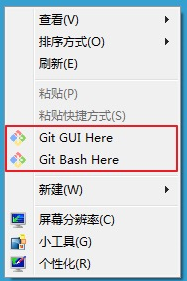 查看(V)
排序方式(O)
刷新(E)
粘贴(P)
粘贴快捷方式(S)
Git GUI Here
Git Bash Here
新建(W)
屏幕分辨率(C)
小工具(G)
个性化(R)